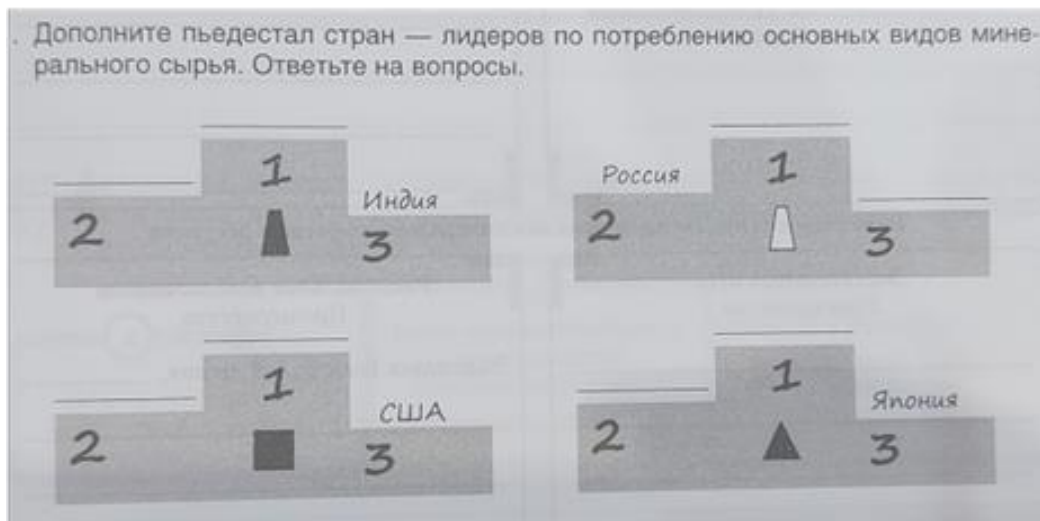 . Дополните пьедестал стран — лидеров по потреблению основных видов мине-
рального сырья. Ответьте на вопросы.
1
2
Индия
3
Россия
1
2
3
1
2
США
3
1
2
Япония
3